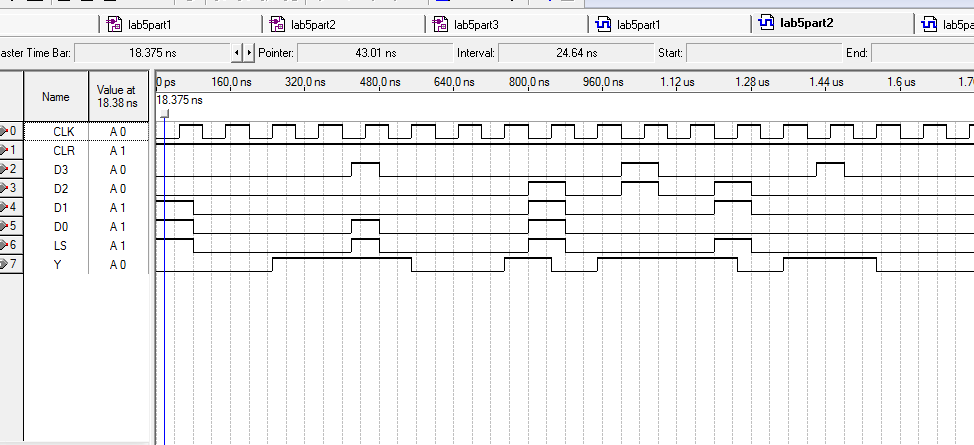 lab5part1
lab5part2
lab5part3
lab5part1
lab5part2
lab5p
aster Time Bar: 18.375 ns Pointer: 43.01 ns Interval: 24.64 ns Start: End:
Name
Value at
18.38 ns
0 ps 160.0 ns 320.0 ns 480.0 ns 640.0 ns 800.0 ns 960.0 ns 1.12 us 1.28 us 1.44 us 1.6 us 1.70
18.375 ns
0 CLK A 0
1 CLR A 1
2 D3 A 0
3 D2 A 0
4 D1 A 1
5 D0 A 1
6 LS A 1
7 Y A 0